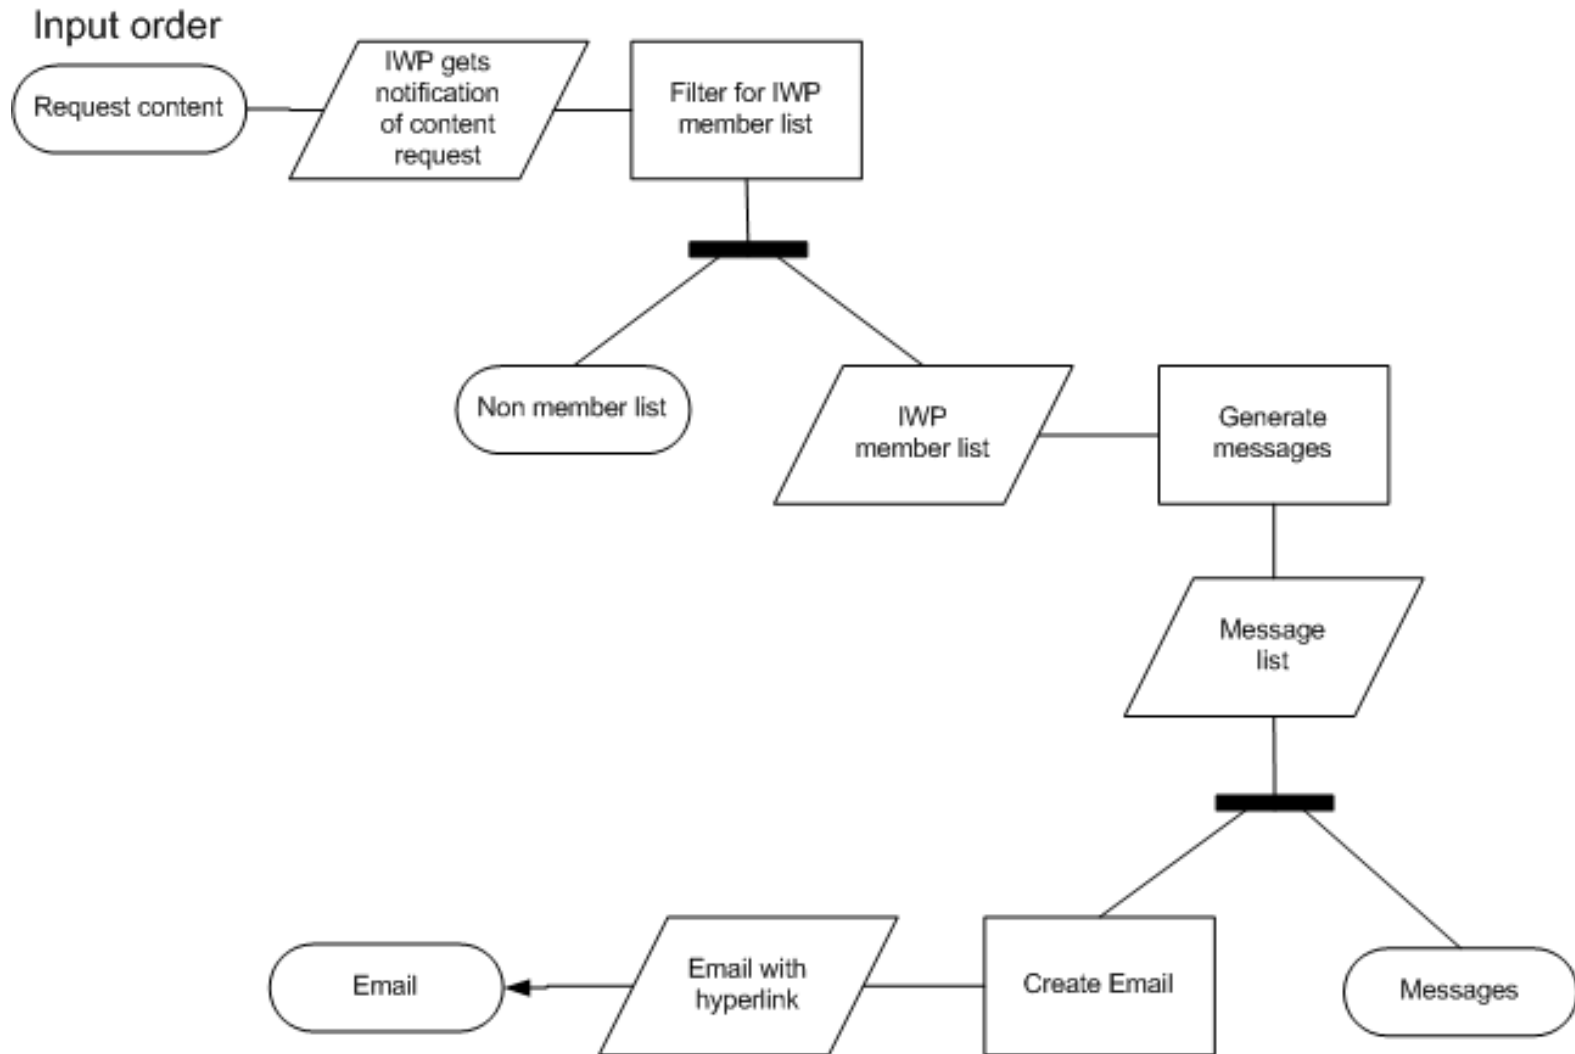 Input order
Request content
IWP gets
notification
of content
request
Filter for IWP
member list
Non member list
IWP
member list
Generate
messages
Message
list
Email
Email with
hyperlink
Create Email
Messages